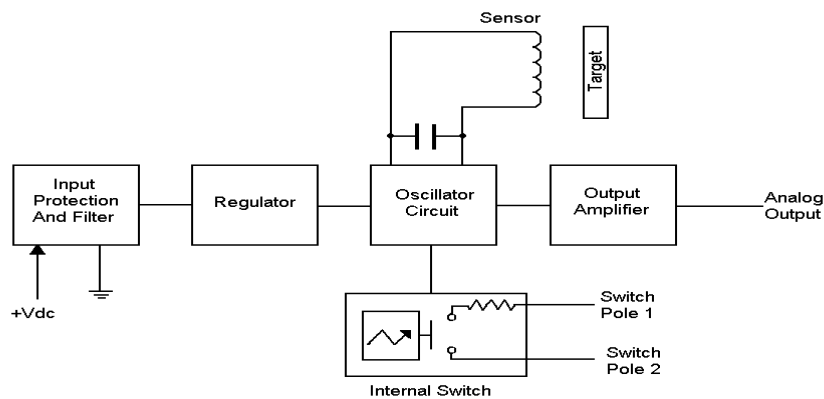 Sensor
Target
Input
Protection
And Filter
Regulator
Oscillator
Circuit
Output
Amplifier
Analog
Output
+Vdc
Switch
Pole 1
Switch
Pole 2
Internal Switch